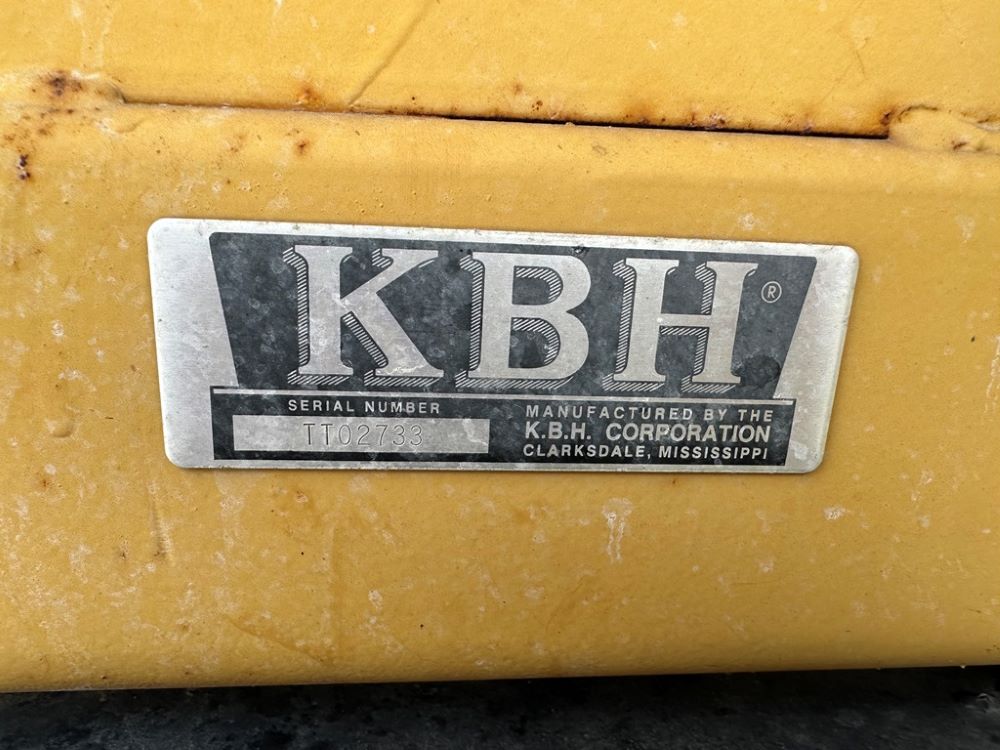 KBH®
SERIAL NUMBER
TT02733
MANUFACTURED BY THE
K.B.H. CORPORATION
CLARKSDALE, MISSISSIPPI